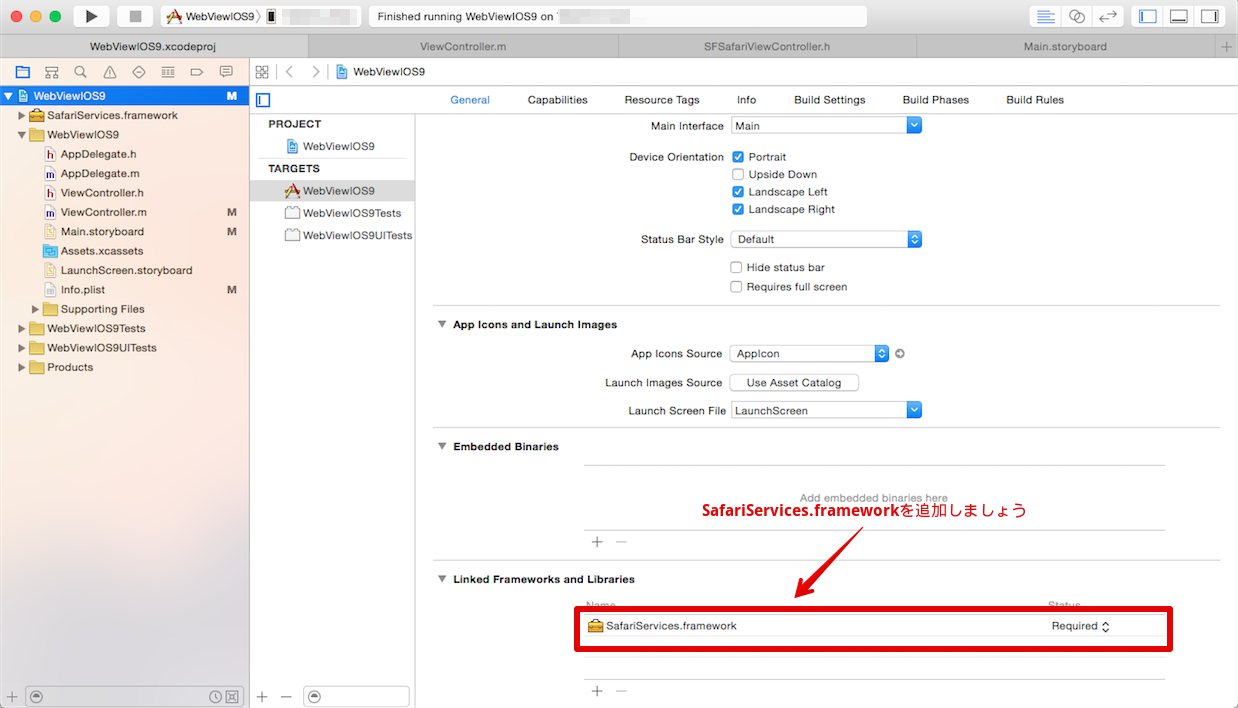 WebViewIOS9
Finished running WebViewIOS9 on
WebViewIOS9.xcodeproj
ViewController.m
SFSafariViewController.h
Main.storyboard
WebViewIOS9
WebViewIOS9 M
SafariServices.framework
WebViewIOS9
AppDelegate.h
AppDelegate.m
ViewController.h
ViewController.m M
Main.storyboard M
Assets.xcassets
LaunchScreen.storyboard
Info.plist M
Supporting Files
WebViewIOS9Tests
WebViewIOS9UITests
Products
General Capabilities Resource Tags Info Build Settings Build Phases Build Rules
PROJECT
WebViewIOS9
TARGETS
WebViewIOS9
WebViewIOS9Tests
WebViewIOS9UITests
Main Interface Main
Device Orientation Portrait
Upside Down
Landscape Left
Landscape Right
Status Bar Style Default
Hide status bar
Requires full screen
App Icons and Launch Images
App Icons Source AppIcon
Launch Images Source Use Asset Catalog
Launch Screen File LaunchScreen
Embedded Binaries
Add embedded binaries here
SafariServices.frameworkを追加しましょう
Linked Frameworks and Libraries
Name Status
SafariServices.framework Required